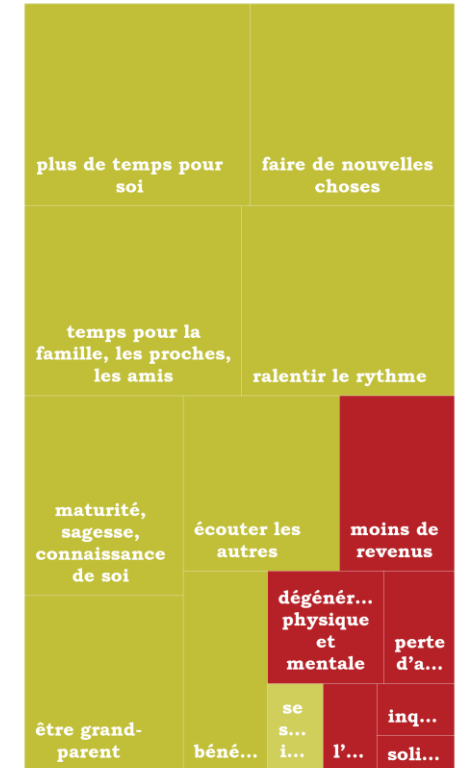 plus de temps pour
soi
faire de nouvelles
choses
temps pour la
famille, les proches,
les amis
ralentir le rythme
maturité,
sagesse,
connaissance
de soi
écouter les
autres
moins de
revenus
dégénér...
physique
et
mentale
perte
d'a...
être grand-
parent
béné...
se
s...
i...
l'...
inq...
soli...